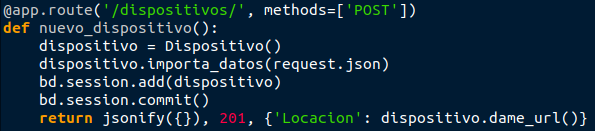 @app.route('/dispositivos/', methods=['POST'])
def nuevo_dispositivo():
    dispositivo = Dispositivo()
    dispositivo.importa_datos(request.json)
    bd.session.add(dispositivo)
    bd.session.commit()
    return jsonify({}), 201, {'Locacion': dispositivo.dame_url()}